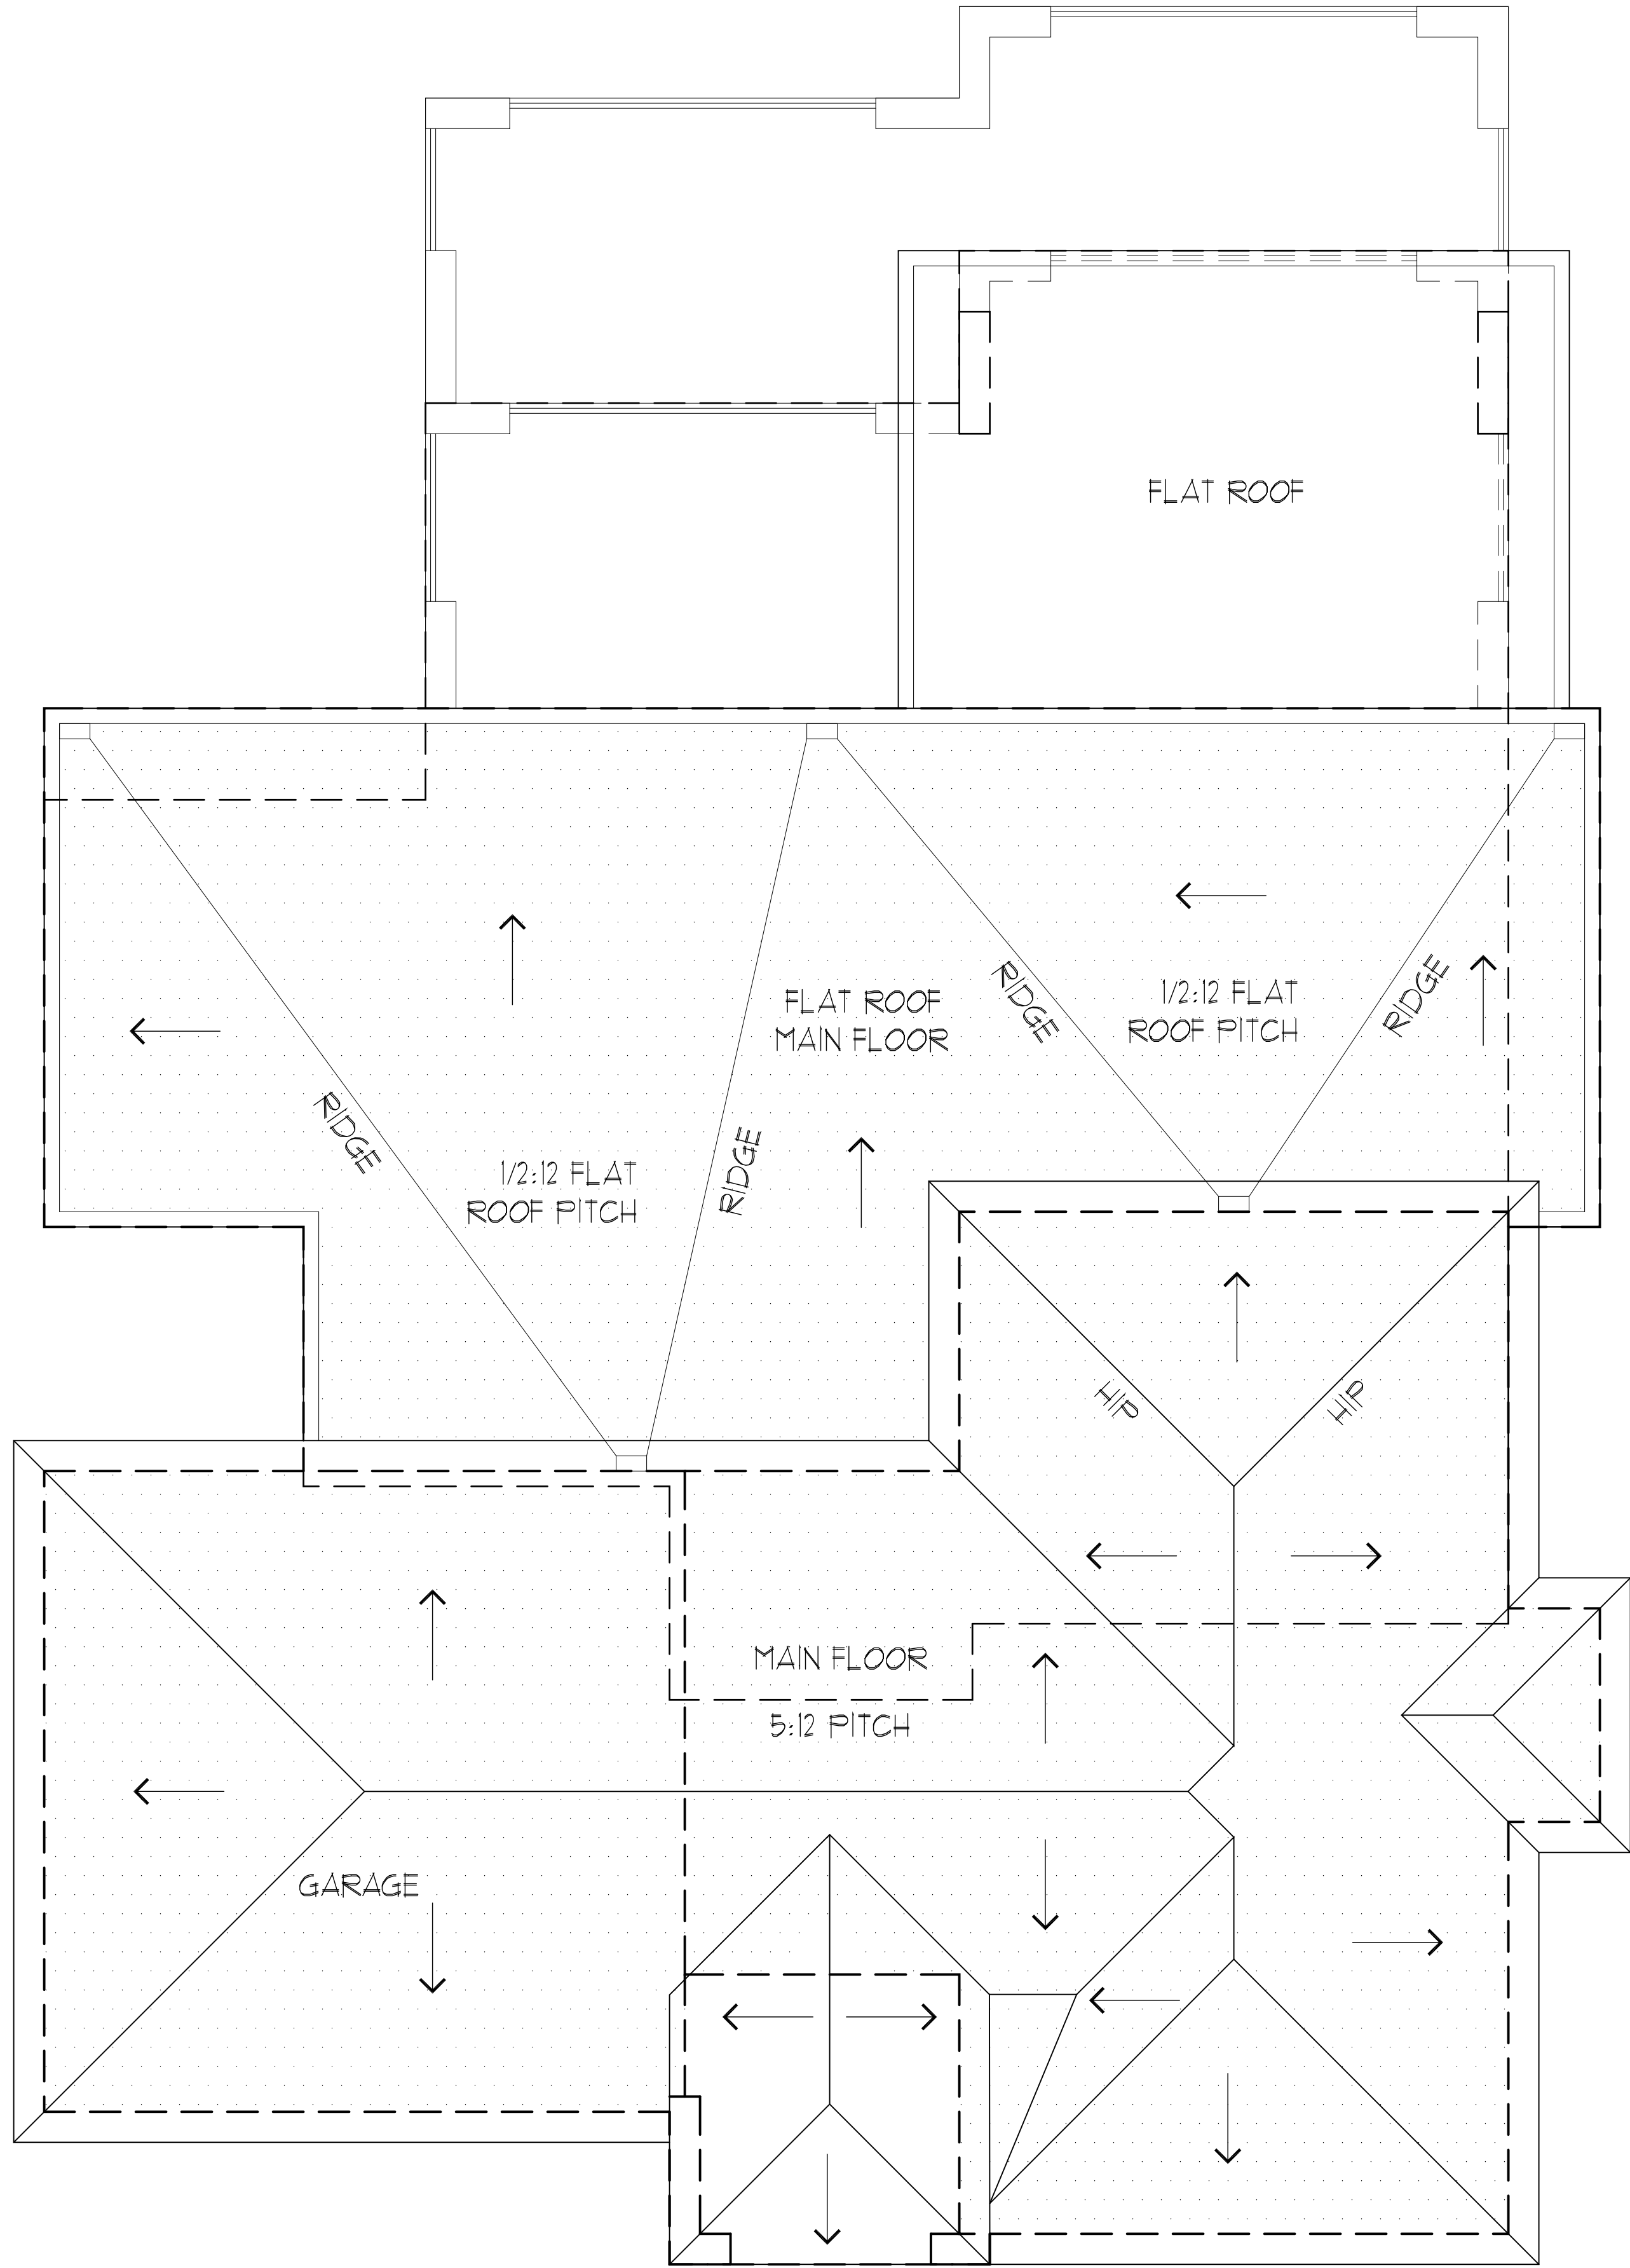 FLAT ROOF
FLAT ROOF
MAIN FLOOR
RIDGE
1/2:12 FLAT
ROOF PITCH
RIDGE
RIDGE
1/2:12 FLAT
ROOF PITCH
RIDGE
HIP
HIP
MAIN FLOOR
5:12 PITCH
GARAGE